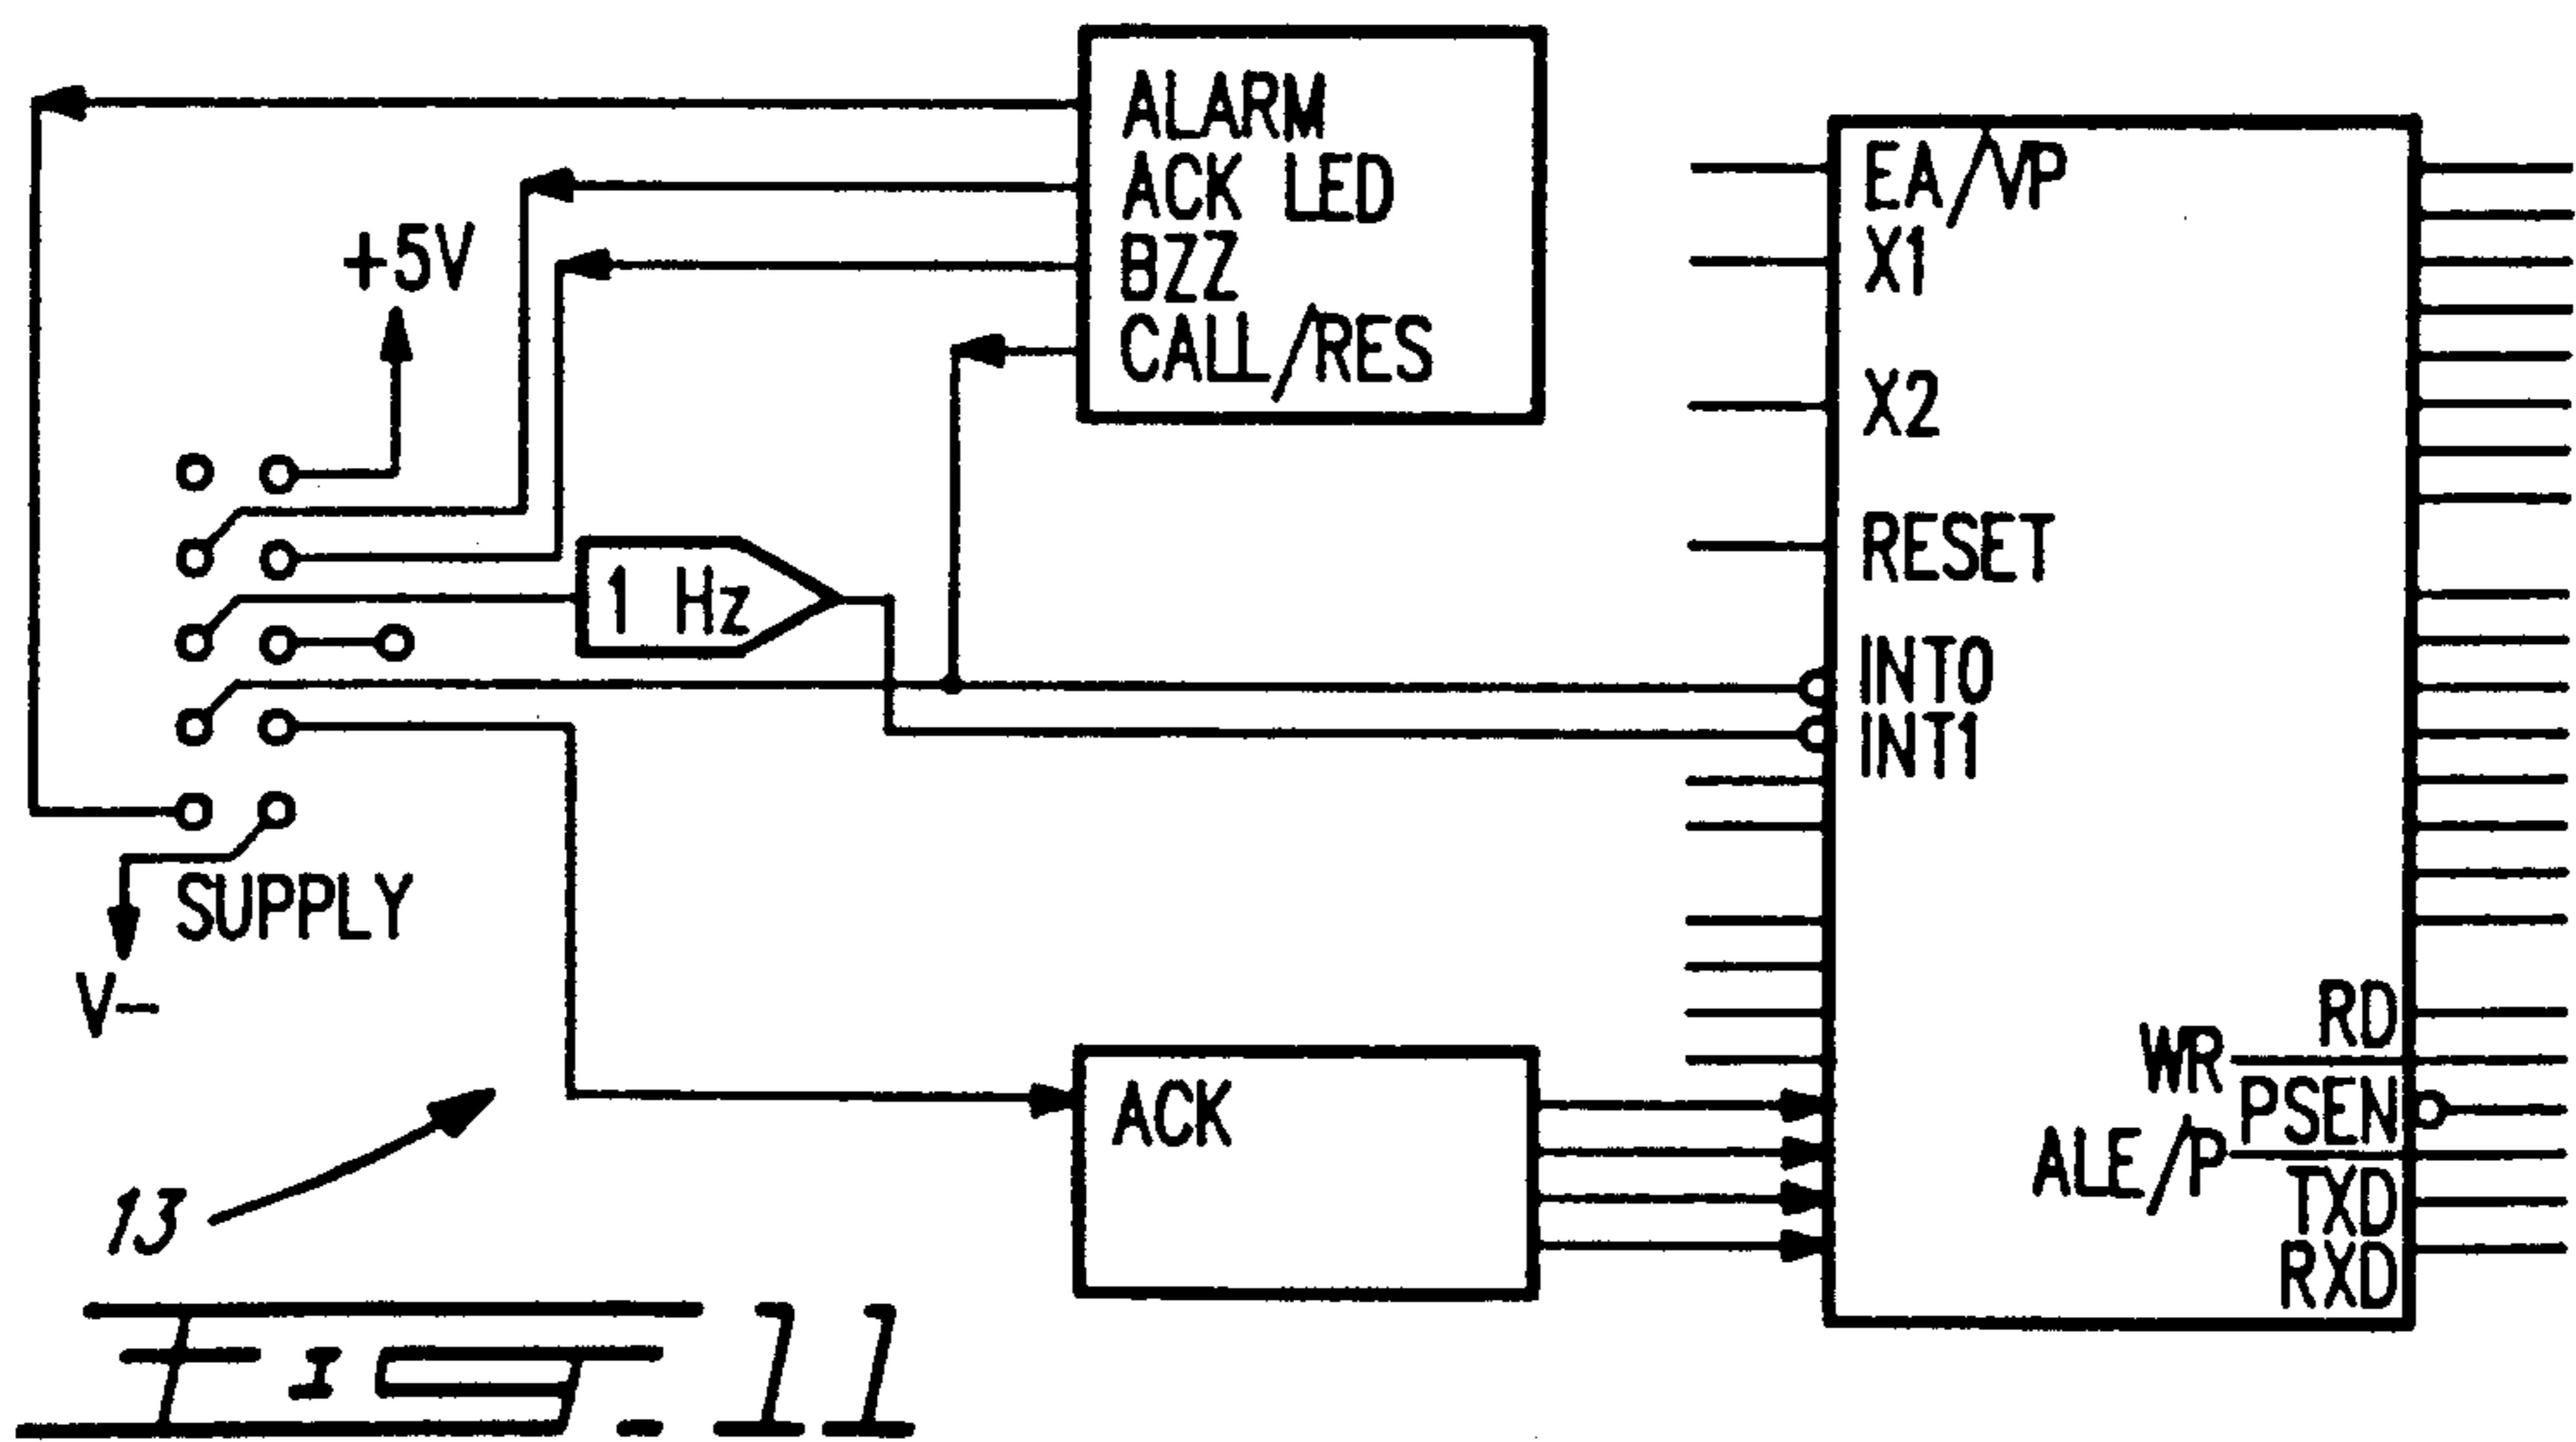 ALARM
ACK LED
BZZ
CALL/RES
+5V
1 Hz
SUPPLY
V-
ACK
EA/VP
X1
X2
RESET
INT0
INT1
RD
WR
PSEN
ALE/P
TXD
RXD
13
FIG. 11